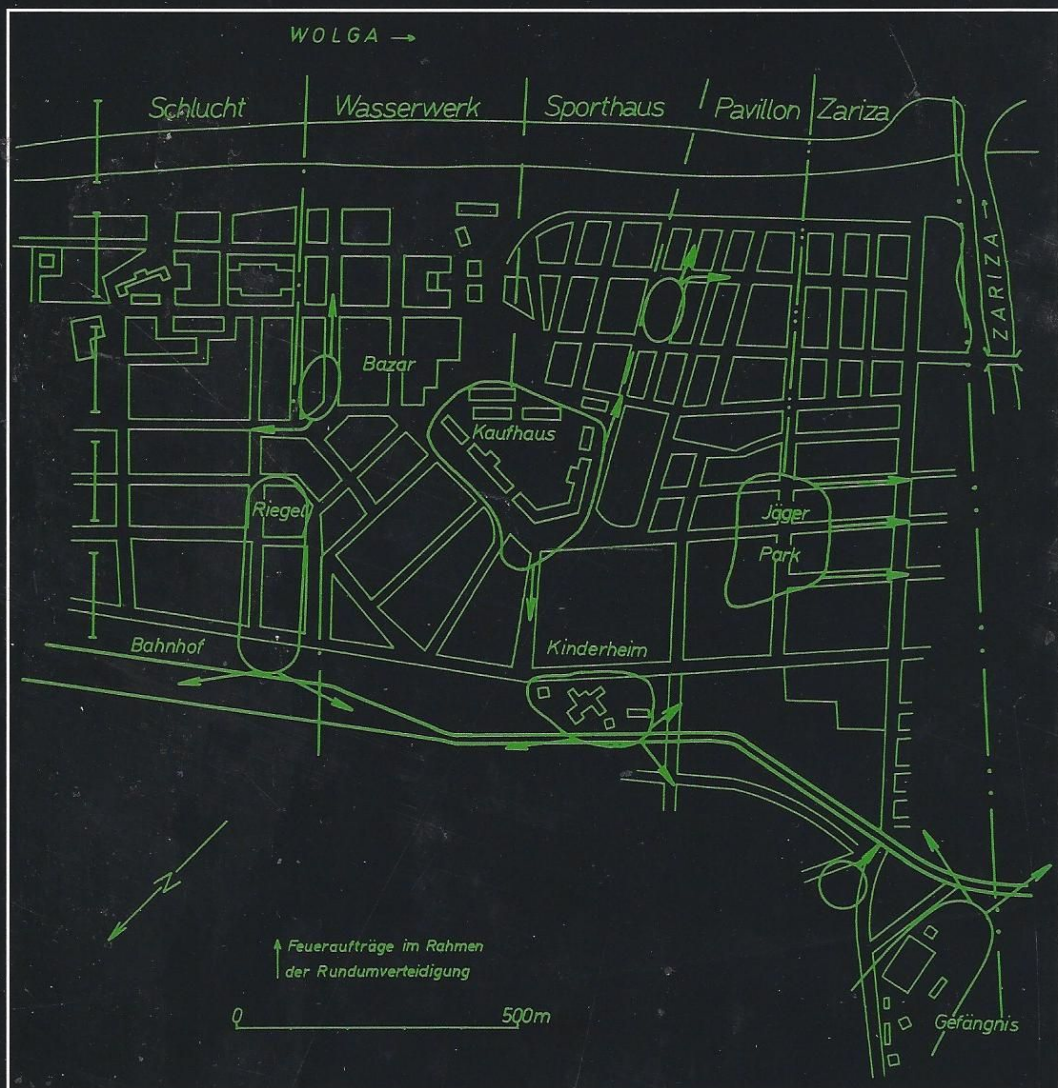 WOLGA →
Schlucht
Wasserwerk
Sporthaus
Pavillon
Zariza
ZARIZA →
Bazar
Kaufhaus
Riegel
Jäger
Park
Bahnhof
Kinderheim
N
Feueraufträge im Rahmen
der Rundumverteidigung
0 500m
Gefängnis